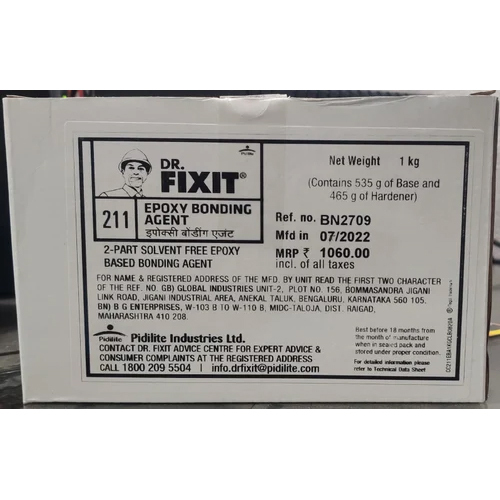 Pidilite
DR.
FIXIT®
211 EPOXY BONDING
AGENT
इपोक्सी बोंडींग एजंट
2-PART SOLVENT FREE EPOXY
BASED BONDING AGENT
Net Weight 1 kg
(Contains 535 g of Base and
465 g of Hardener)
Ref. no. BN2709
Mfd in 07/2022
MRP ₹ 1060.00
incl. of all taxes
FOR NAME & REGISTERED ADDRESS OF THE MFD. BY UNIT READ THE FIRST TWO CHARACTER
OF THE REF. NO. GB) GLOBAL INDUSTRIES UNIT-2, PLOT NO. 156, BOMMASANDRA JIGANI
LINK ROAD, JIGANI INDUSTRIAL AREA, ANEKAL TALUK, BENGALURU, KARNATAKA 560 105.
BN) B G ENTERPRISES, W-103 B TO W-110 B, MIDC-TALOJA, DIST. RAIGAD,
MAHARASHTRA 410 208.
Pidilite Pidilite Industries Ltd.
CONTACT DR. FIXIT ADVICE CENTRE FOR EXPERT ADVICE &
CONSUMER COMPLAINTS AT THE REGISTERED ADDRESS
CALL 1800 209 5504 | info.drfixit@pidilite.com
Best before 18 months from
the month of manufacture
when in sealed pack and
stored under proper condition.
For detailed information please
refer to Technical Data Sheet